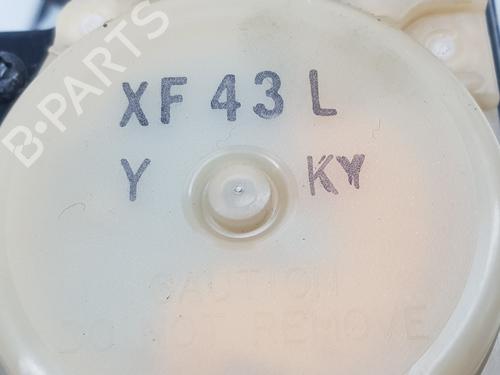 B-PARTS
XF 43 L
Y KY
CAUTION
DO NOT REMOVE